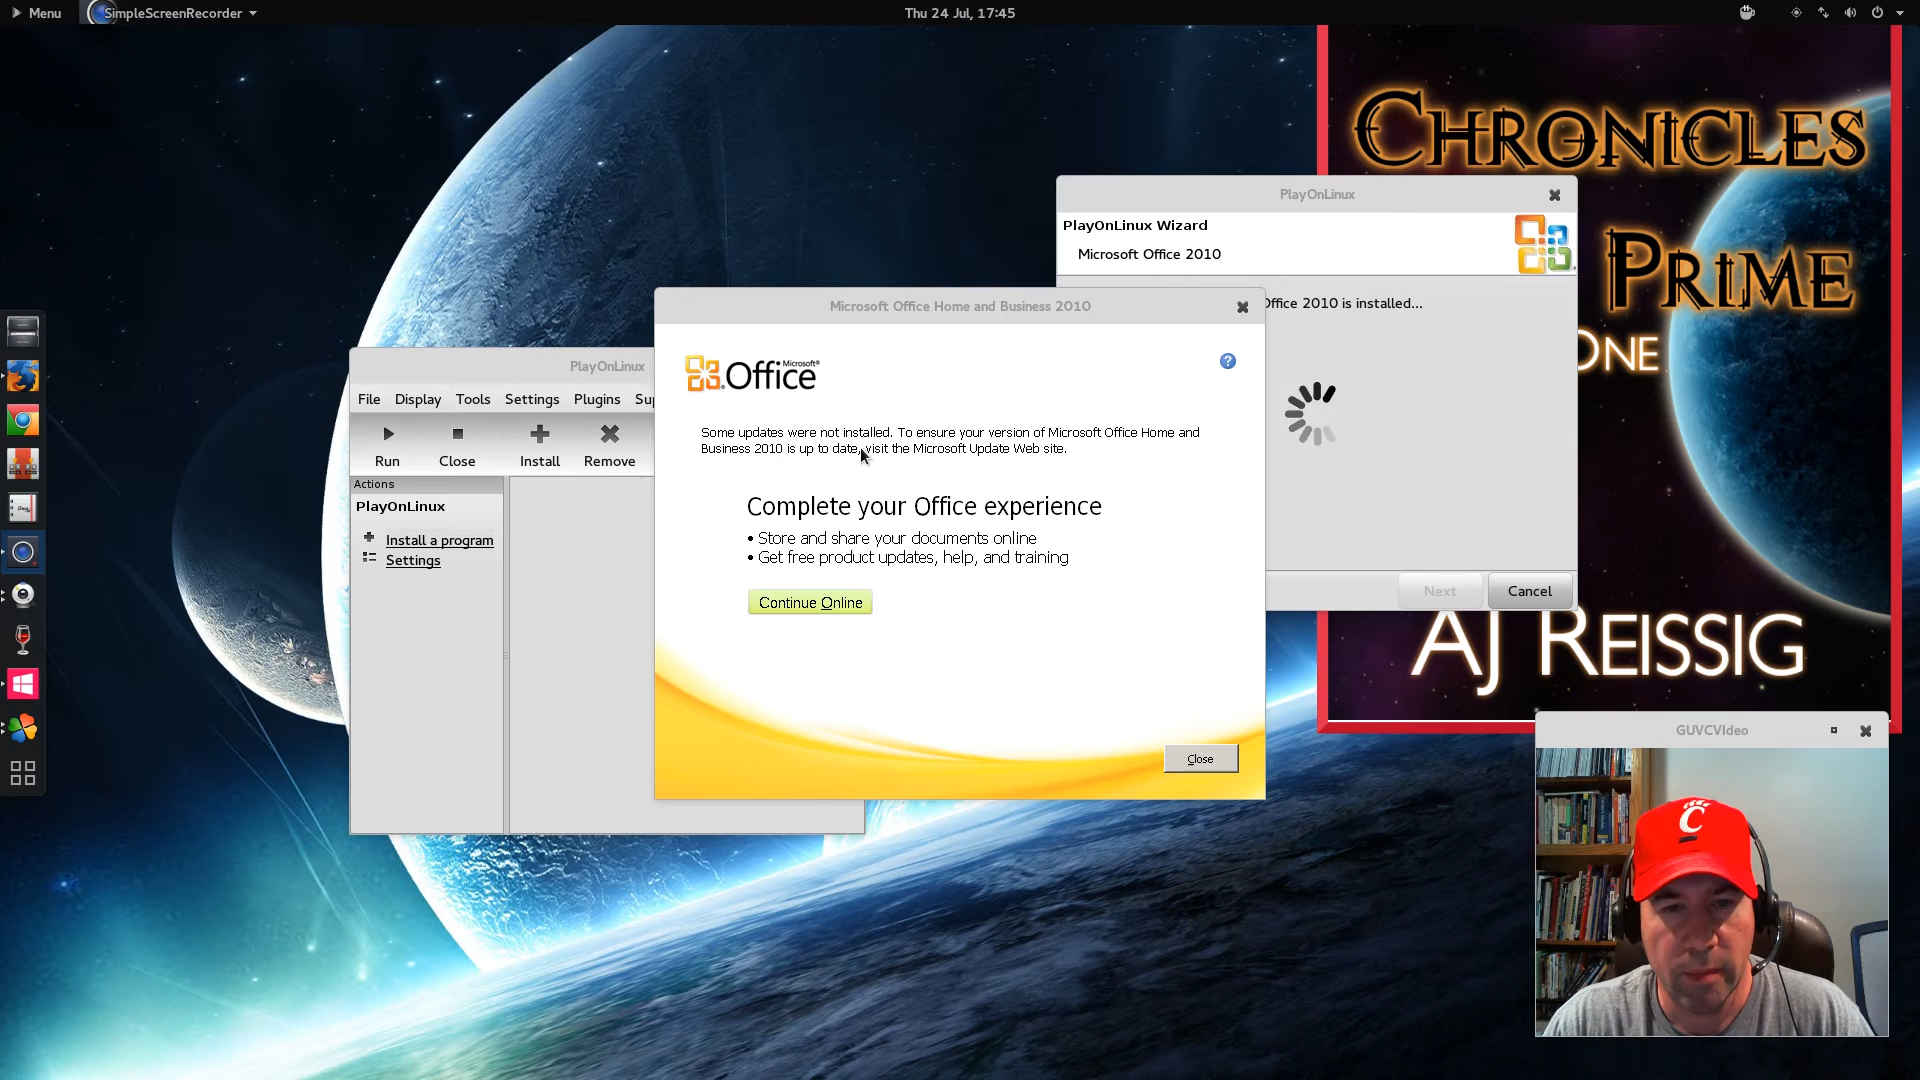 Menu
SimpleScreenRecorder
Thu 24 Jul, 17:45
CHRONICLES
PRIME
ONE
AJ REISSIG
PlayOnLinux
PlayOnLinux Wizard
Microsoft Office 2010
Office 2010 is installed...
Next
Cancel
PlayOnLinux
File Display Tools Settings Plugins Sup
Run Close Install Remove
Actions
PlayOnLinux
Install a program
Settings
Microsoft Office Home and Business 2010
Microsoft®
Office
Some updates were not installed. To ensure your version of Microsoft Office Home and
Business 2010 is up to date, visit the Microsoft Update Web site.
Complete your Office experience
• Store and share your documents online
• Get free product updates, help, and training
Continue Online
Close
GUVCVIdeo
C